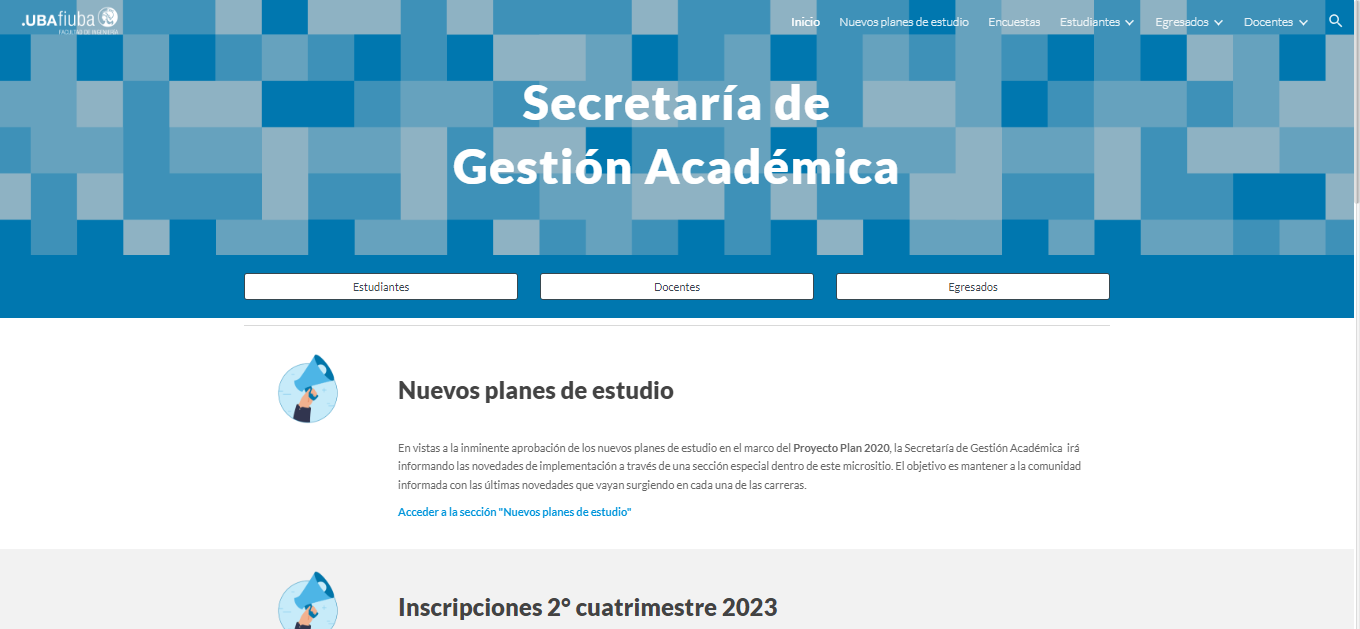 .UBAfiuba
FACULTAD DE INGENIERÍA
Inicio Nuevos planes de estudio Encuestas Estudiantes Egresados Docentes
Secretaría de
Gestión Académica
Estudiantes Docentes Egresados
Nuevos planes de estudio
En vistas a la inminente aprobación de los nuevos planes de estudio en el marco del Proyecto Plan 2020, la Secretaría de Gestión Académica irá
informando las novedades de implementación a través de una sección especial dentro de este micrositio. El objetivo es mantener a la comunidad
informada con las últimas novedades que vayan surgiendo en cada una de las carreras.
Acceder a la sección "Nuevos planes de estudio"
Inscripciones 2° cuatrimestre 2023